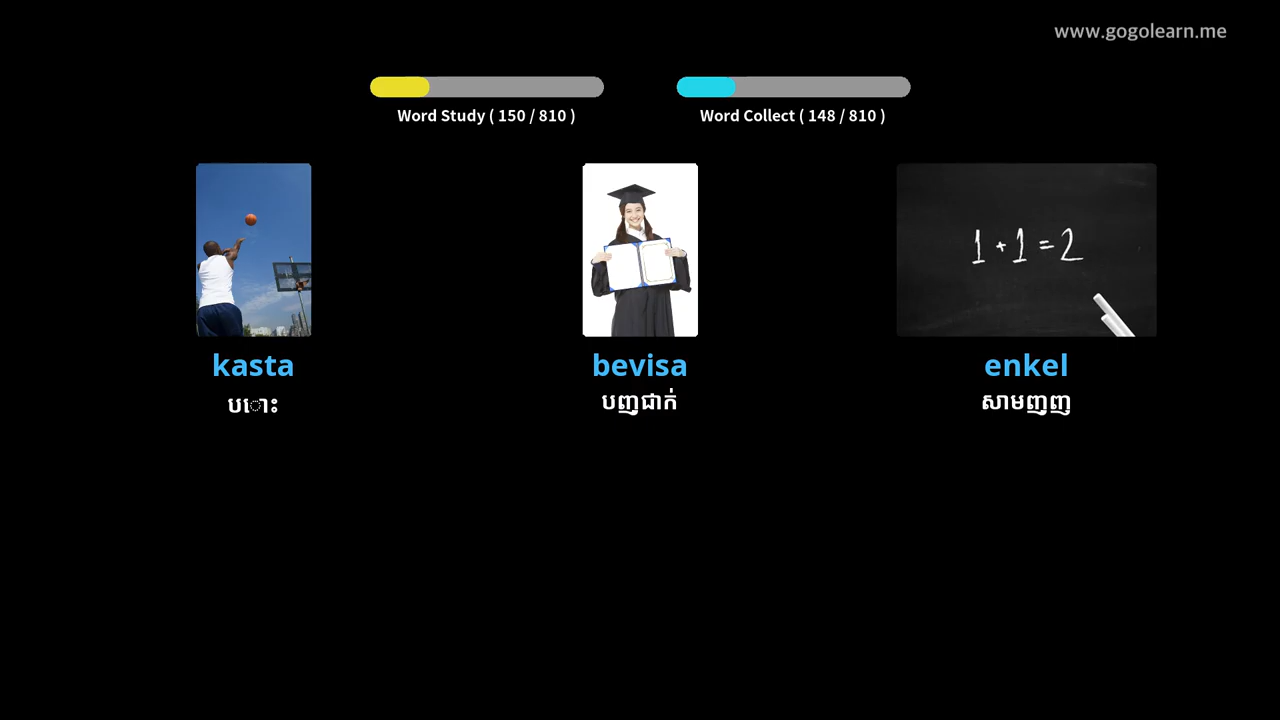 www.gogolearn.me
Word Study ( 150 / 810 )
Word Collect ( 148 / 810 )
1 + 1 = 2
kasta
bevisa
enkel
បោះ
បញ្ជាក់
សាមញ្ញ